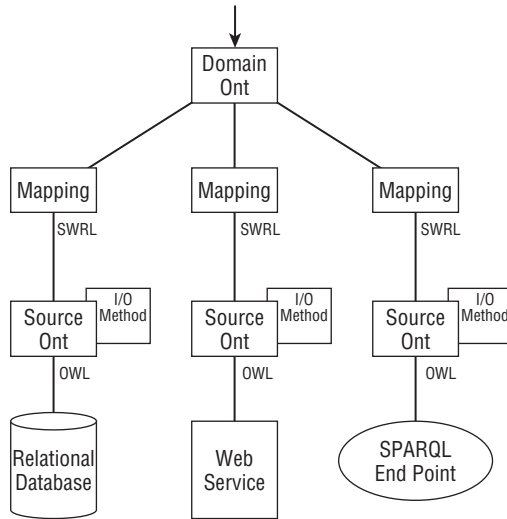 Domain
Ont
Mapping
Mapping
Mapping
SWRL
SWRL
SWRL
I/O
Method
I/O
Method
I/O
Method
Source
Ont
Source
Ont
Source
Ont
OWL
OWL
OWL
Relational
Database
Web
Service
SPARQL
End Point